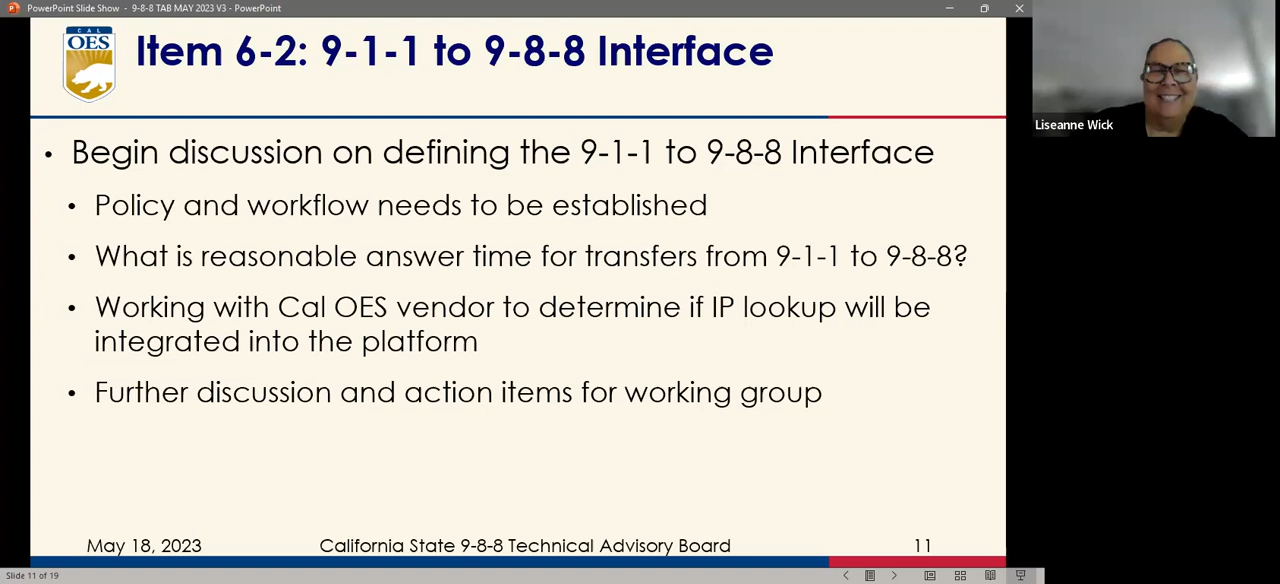 PowerPoint Slide Show - 9-8-8 TAB MAY 2023 V3 - PowerPoint
CAL
OES
Item 6-2: 9-1-1 to 9-8-8 Interface
Liseanne Wick
• Begin discussion on defining the 9-1-1 to 9-8-8 Interface
• Policy and workflow needs to be established
• What is reasonable answer time for transfers from 9-1-1 to 9-8-8?
• Working with Cal OES vendor to determine if IP lookup will be
integrated into the platform
• Further discussion and action items for working group
May 18, 2023 California State 9-8-8 Technical Advisory Board 11
Slide 11 of 19